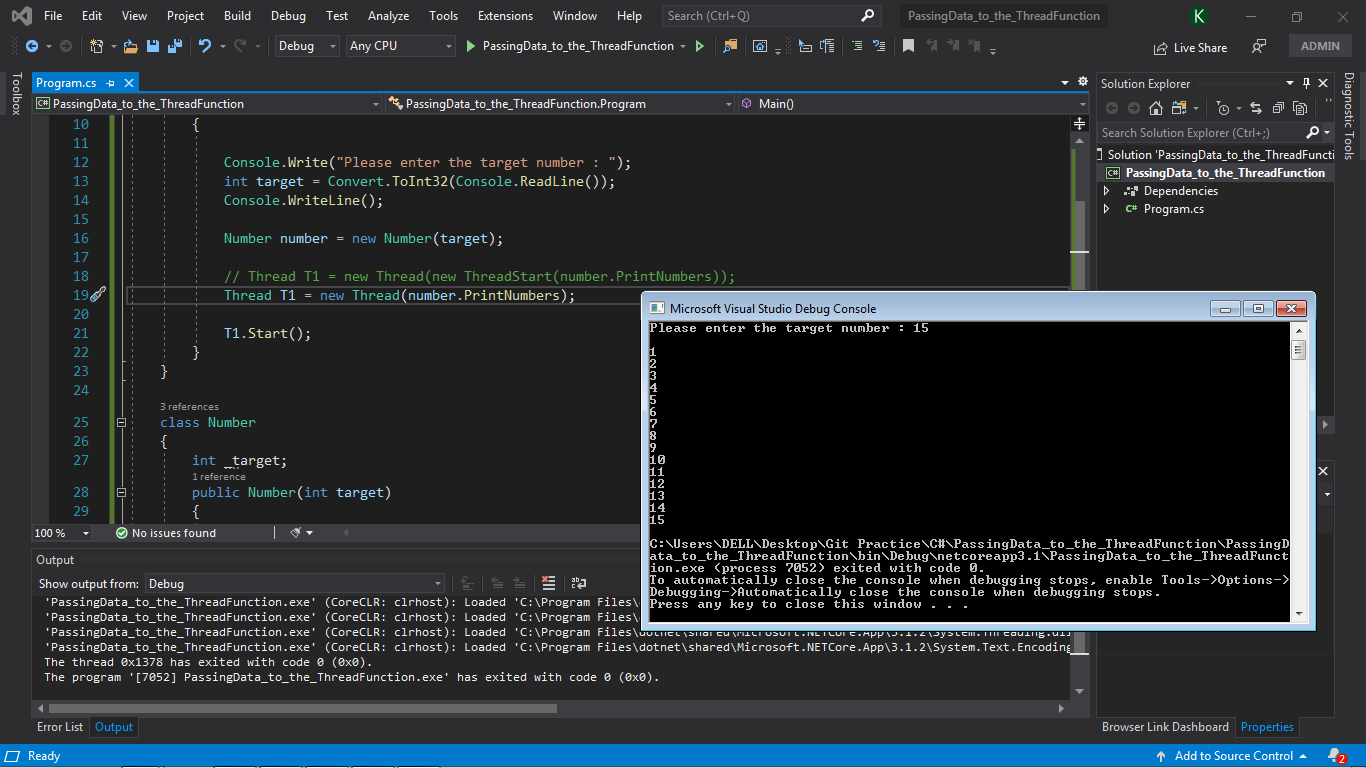 File Edit View Project Build Debug Test Analyze Tools Extensions Window Help Search (Ctrl+Q) PassingData_to_the_ThreadFunction K
Debug Any CPU PassingData_to_the_ThreadFunction Live Share ADMIN
Toolbox
Program.cs
C# PassingData_to_the_ThreadFunction PassingData_to_the_ThreadFunction.Program Main()
10 {
11
12 Console.Write("Please enter the target number : ");
13 int target = Convert.ToInt32(Console.ReadLine());
14 Console.WriteLine();
15
16 Number number = new Number(target);
17
18 // Thread T1 = new Thread(new ThreadStart(number.PrintNumbers));
19 Thread T1 = new Thread(number.PrintNumbers);
20
21 T1.Start();
22 }
23 }
24
3 references
25 class Number
26 {
27 int _target;
1 reference
28 public Number(int target)
29 {
100 % No issues found
Solution Explorer
Search Solution Explorer (Ctrl+;)
Solution 'PassingData_to_the_ThreadFuncti
C# PassingData_to_the_ThreadFunction
Dependencies
C# Program.cs
Diagnostic Tools
Microsoft Visual Studio Debug Console
Please enter the target number : 15
1
2
3
4
5
6
7
8
9
10
11
12
13
14
15
C:\Users\DELL\Desktop\Git Practice\C#\PassingData_to_the_ThreadFunction\PassingD
ata_to_the_ThreadFunction\bin\Debug\netcoreapp3.1\PassingData_to_the_ThreadFunct
ion.exe (process 7052) exited with code 0.
To automatically close the console when debugging stops, enable Tools->Options->
Debugging->Automatically close the console when debugging stops.
Press any key to close this window . . .
Output
Show output from: Debug
'PassingData_to_the_ThreadFunction.exe' (CoreCLR: clrhost): Loaded 'C:\Program Files\
'PassingData_to_the_ThreadFunction.exe' (CoreCLR: clrhost): Loaded 'C:\Program Files\
'PassingData_to_the_ThreadFunction.exe' (CoreCLR: clrhost): Loaded 'C:\Program Files\dotnet\shared\Microsoft.NETCore.App\3.1.2\System.Threading.dll
'PassingData_to_the_ThreadFunction.exe' (CoreCLR: clrhost): Loaded 'C:\Program Files\dotnet\shared\Microsoft.NETCore.App\3.1.2\System.Text.Encoding
The thread 0x1378 has exited with code 0 (0x0).
The program '[7052] PassingData_to_the_ThreadFunction.exe' has exited with code 0 (0x0).
Error List Output
Browser Link Dashboard Properties
Ready Add to Source Control 2